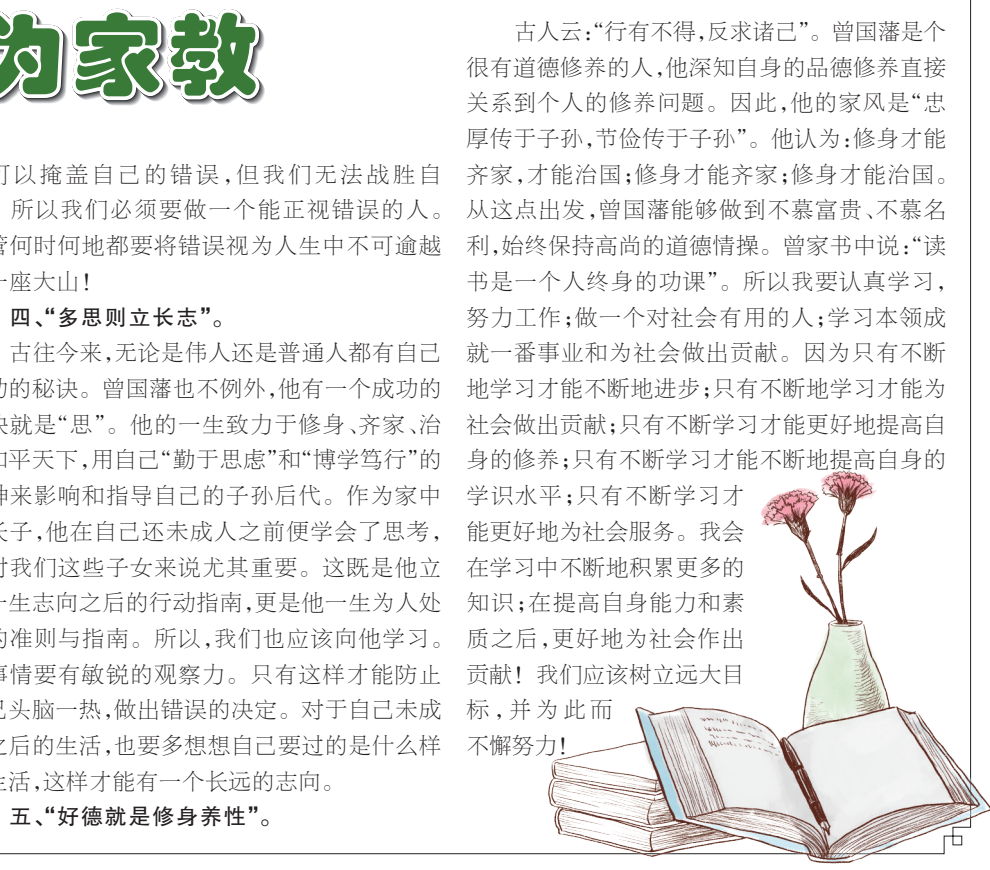 为家教
可以掩盖自己的错误，但我们无法战胜自
所以我们必须要做一个能正视错误的人。
管何时何地都要将错误视为人生中不可逾越
一座大山！
四、“多思则立长志”。
古往今来，无论是伟人还是普通人都有自己
功的秘诀。曾国藩也不例外，他有一个成功的
诀就是“思”。他的一生致力于修身、齐家、治
和平天下，用自己“勤于思虑”和“博学笃行”的
神来影响和指导自己的子孙后代。作为家中
长子，他在自己还未成人之前便学会了思考，
对我们这些子女来说尤其重要。这既是他立
一生志向之后的行动指南，更是他一生为人处
的准则与指南。所以，我们也应该向他学习。
事情要有敏锐的观察力。只有这样才能防止
己头脑一热，做出错误的决定。对于自己未成
之后的生活，也要多想想自己要过的是什么样
生活，这样才能有一个长远的志向。
五、“好德就是修身养性”。
古人云：“行有不得，反求诸己”。曾国藩是个
很有道德修养的人，他深知自身的品德修养直接
关系到个人的修养问题。因此，他的家风是“忠
厚传于子孙，节俭传于子孙”。他认为：修身才能
齐家，才能治国；修身才能齐家；修身才能治国。
从这点出发，曾国藩能够做到不慕富贵、不慕名
利，始终保持高尚的道德情操。曾家书中说：“读
书是一个人终身的功课”。所以我要认真学习，
努力工作；做一个对社会有用的人；学习本领成
就一番事业和为社会做出贡献。因为只有不断
地学习才能不断地进步；只有不断地学习才能为
社会做出贡献；只有不断学习才能更好地提高自
身的修养；只有不断学习才能不断地提高自身的
学识水平；只有不断学习才
能更好地为社会服务。我会
在学习中不断地积累更多的
知识；在提高自身能力和素
质之后，更好地为社会作出
贡献！我们应该树立远大目
标，并为此而
不懈努力！